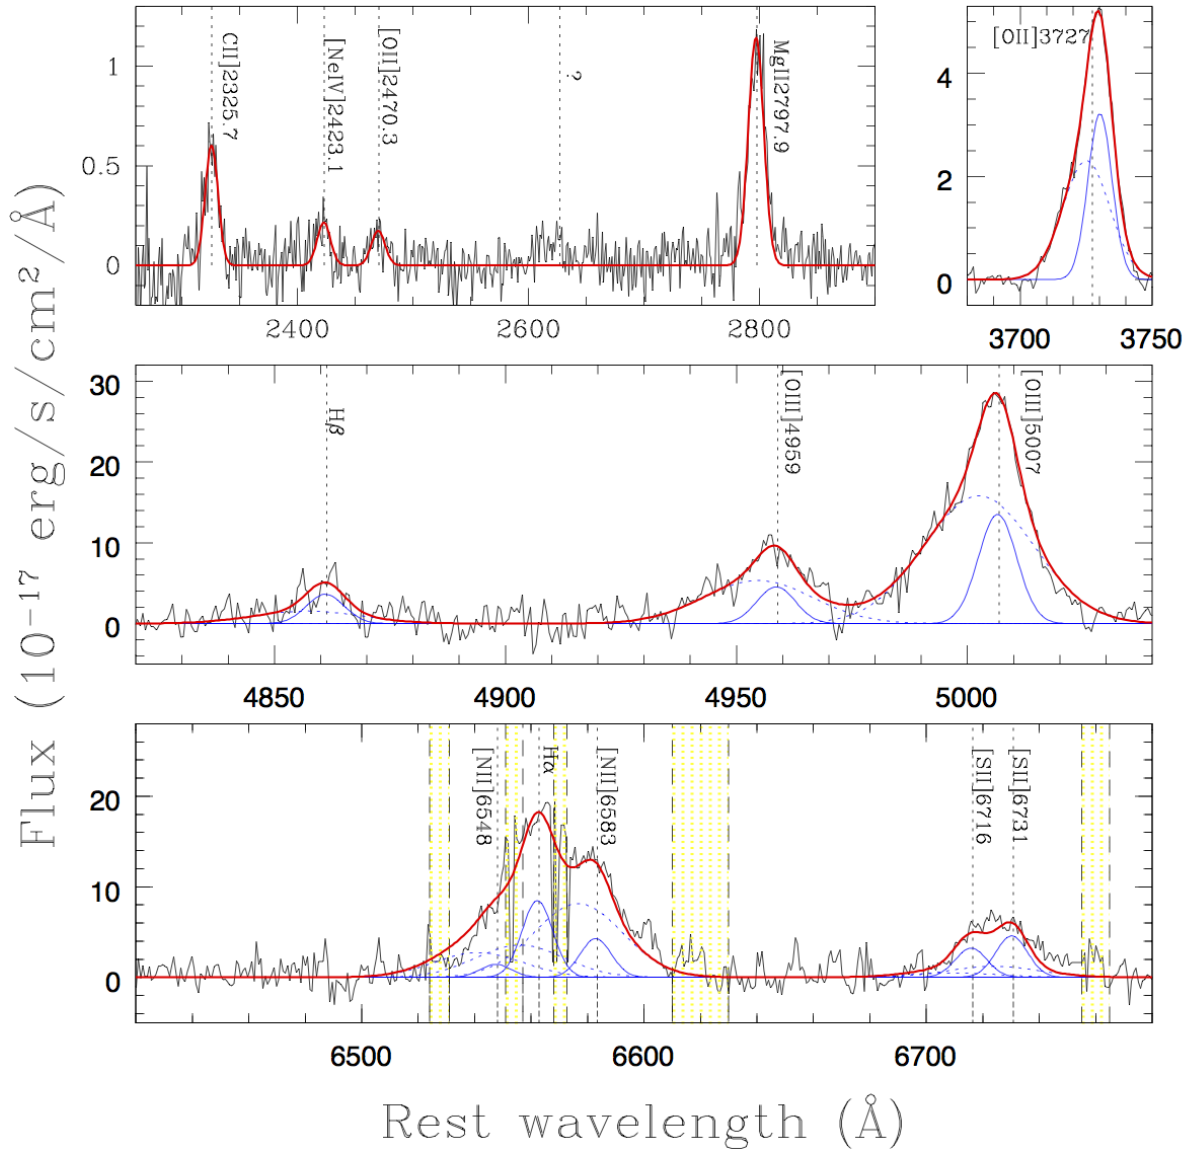 Flux (10⁻¹⁷ erg/s/cm2/Å)
1
0.5
0
CII]2325.7
[NeIV]2423.1
[OII]2470.3
?
MgII2797.9
2400
2600
2800
[OII]3727
4
2
0
3700
3750
30
20
10
0
Hβ
[OIII]4959
[OIII]5007
4850
4900
4950
5000
20
10
0
[NII]6548
Hα
[NII]6583
[SII]6716
[SII]6731
6500
6600
6700
Rest wavelength (Å)